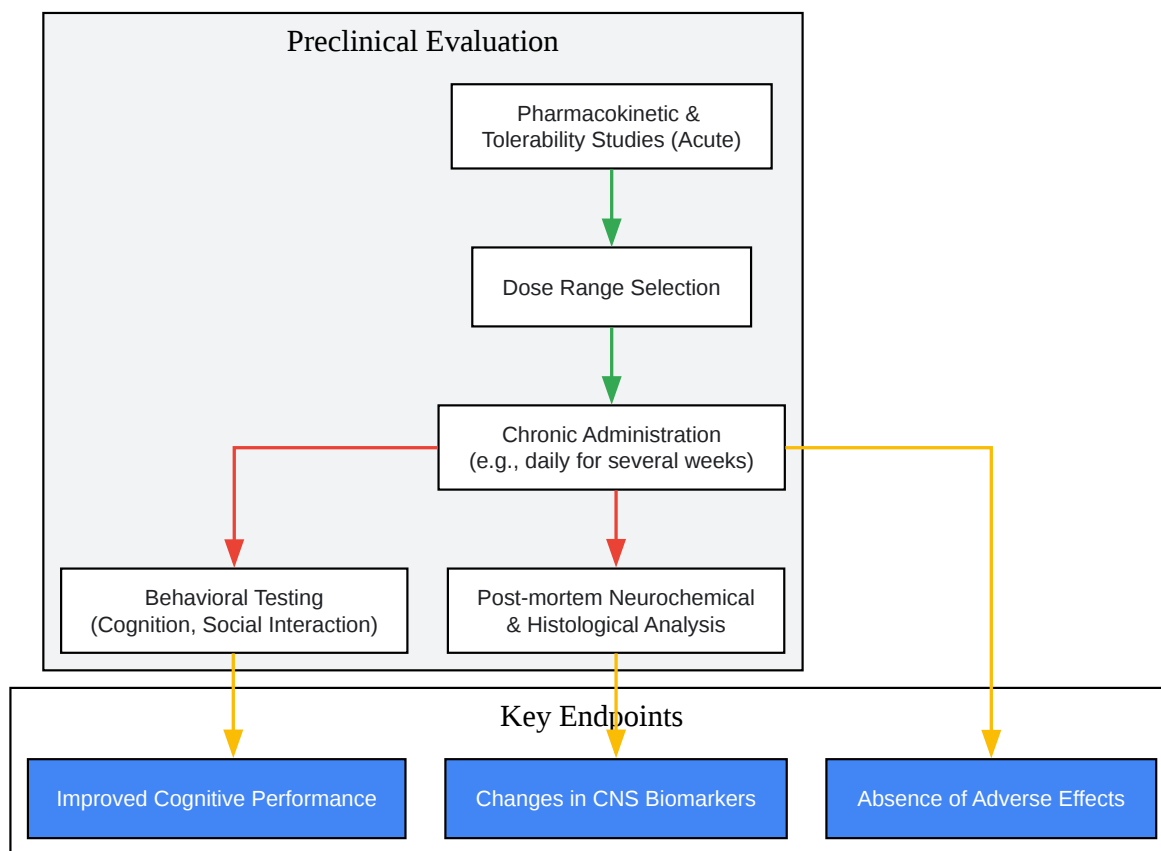 Preclinical Evaluation
Pharmacokinetic &
Tolerability Studies (Acute)
Dose Range Selection
Chronic Administration
(e.g., daily for several weeks)
Behavioral Testing
(Cognition, Social Interaction)
Post-mortem Neurochemical
& Histological Analysis
Key Endpoints
Improved Cognitive Performance
Changes in CNS Biomarkers
Absence of Adverse Effects